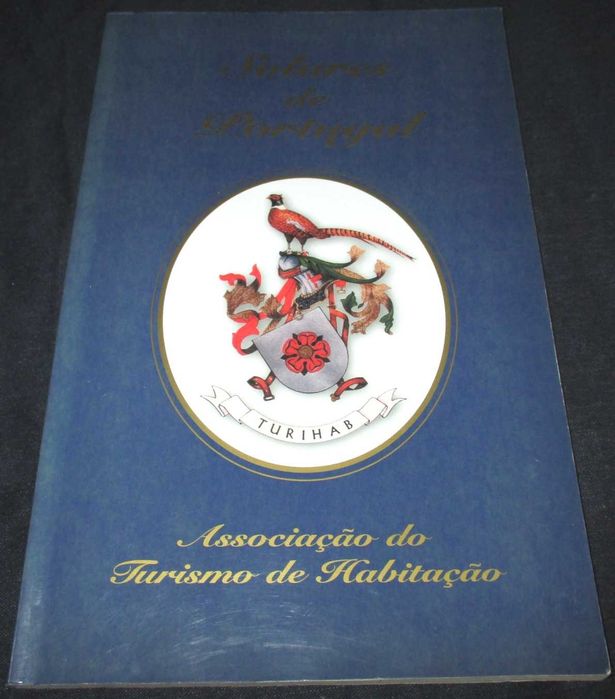 Solares
de
Portugal
TURIHAB
Associação do
Turismo de Habitação